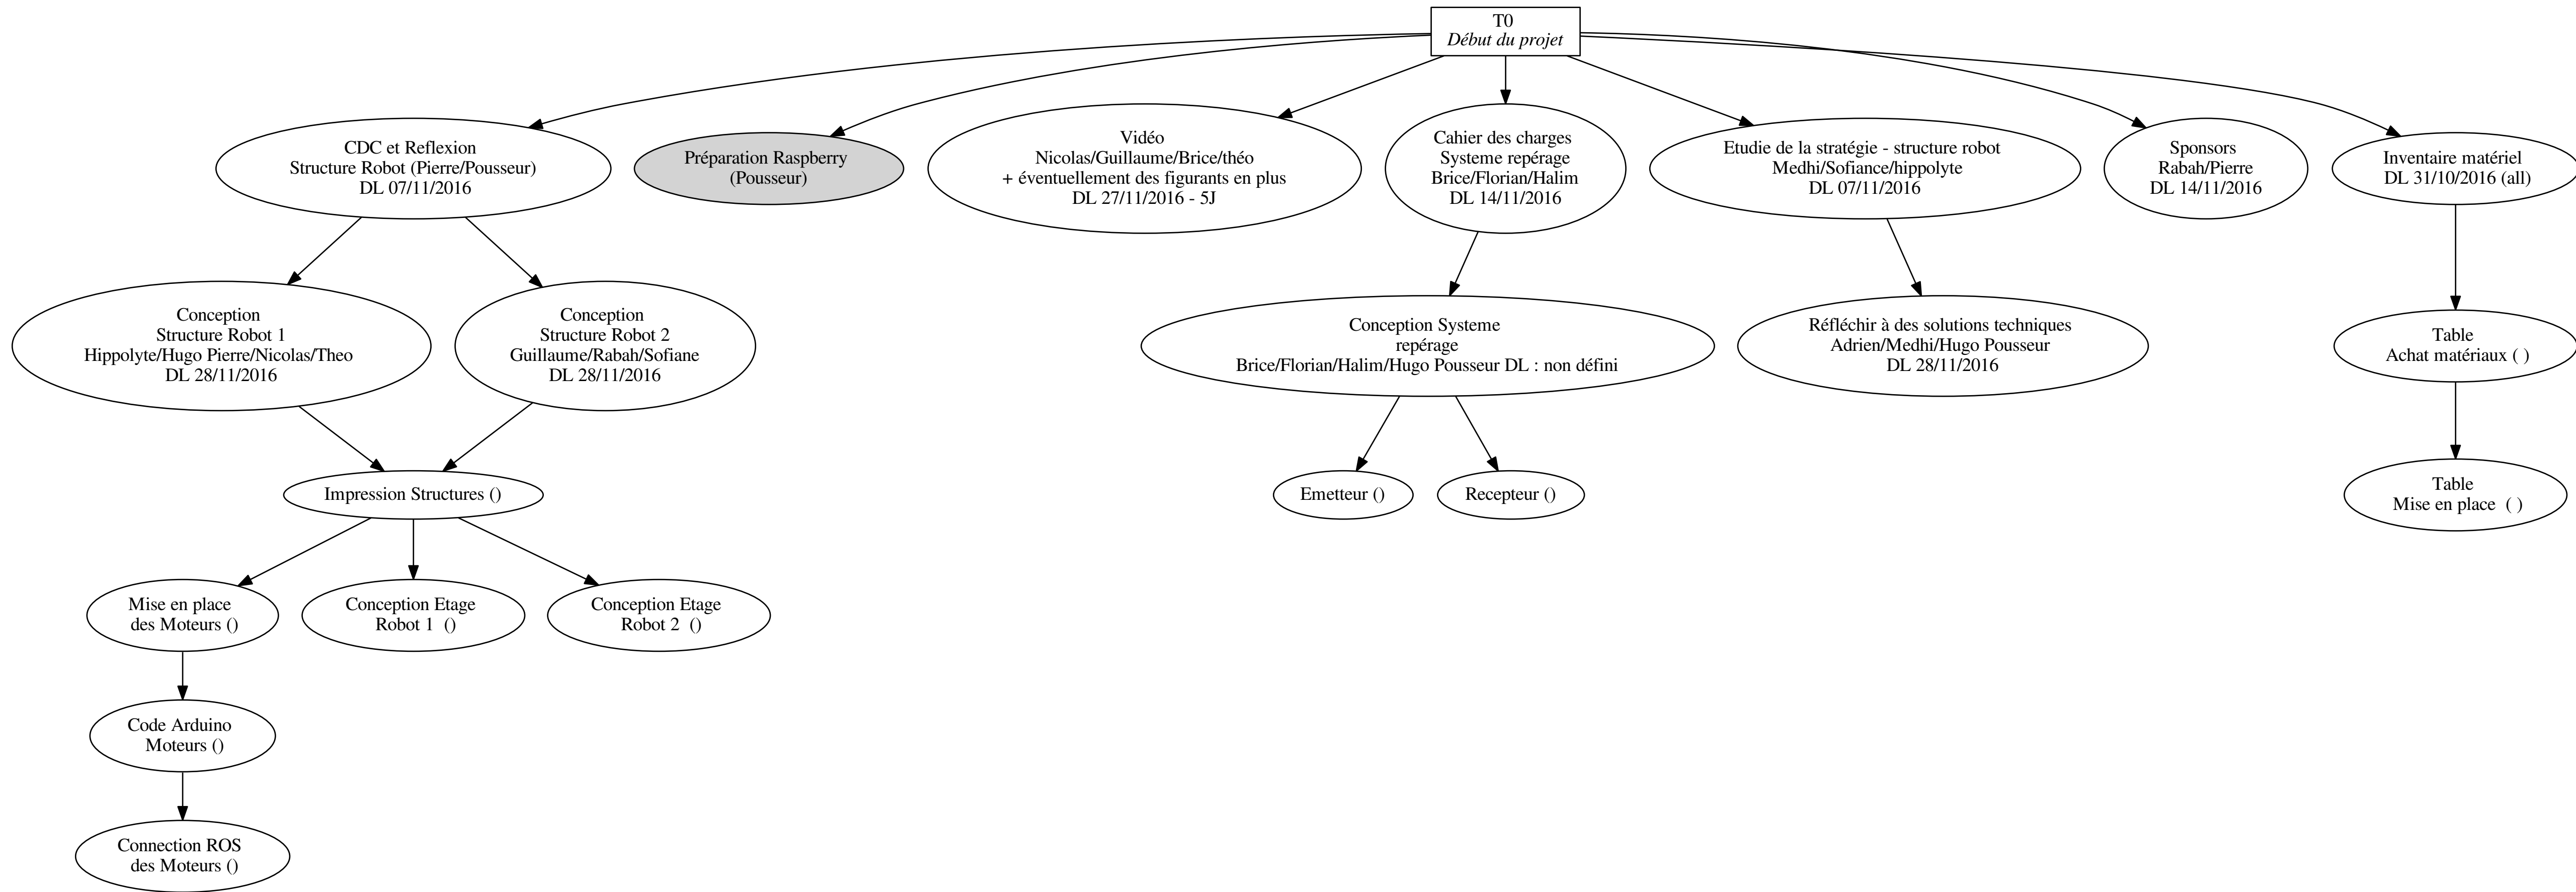 T0
Début du projet
CDC et Reflexion
Structure Robot (Pierre/Pousseur)
DL 07/11/2016
Préparation Raspberry
(Pousseur)
Vidéo
Nicolas/Guillaume/Brice/théo
+ éventuellement des figurants en plus
DL 27/11/2016 - 5J
Cahier des charges
Systeme repérage
Brice/Florian/Halim
DL 14/11/2016
Etudie de la stratégie - structure robot
Medhi/Sofiance/hippolyte
DL 07/11/2016
Sponsors
Rabah/Pierre
DL 14/11/2016
Inventaire matériel
DL 31/10/2016 (all)
Conception
Structure Robot 1
Hippolyte/Hugo Pierre/Nicolas/Theo
DL 28/11/2016
Conception
Structure Robot 2
Guillaume/Rabah/Sofiane
DL 28/11/2016
Conception Systeme
repérage
Brice/Florian/Halim/Hugo Pousseur DL : non défini
Réfléchir à des solutions techniques
Adrien/Medhi/Hugo Pousseur
DL 28/11/2016
Table
Achat matériaux ( )
Impression Structures ()
Emetteur ()
Recepteur ()
Table
Mise en place  ( )
Mise en place
des Moteurs ()
Conception Etage
Robot 1  ()
Conception Etage
Robot 2  ()
Code Arduino
Moteurs ()
Connection ROS
des Moteurs ()